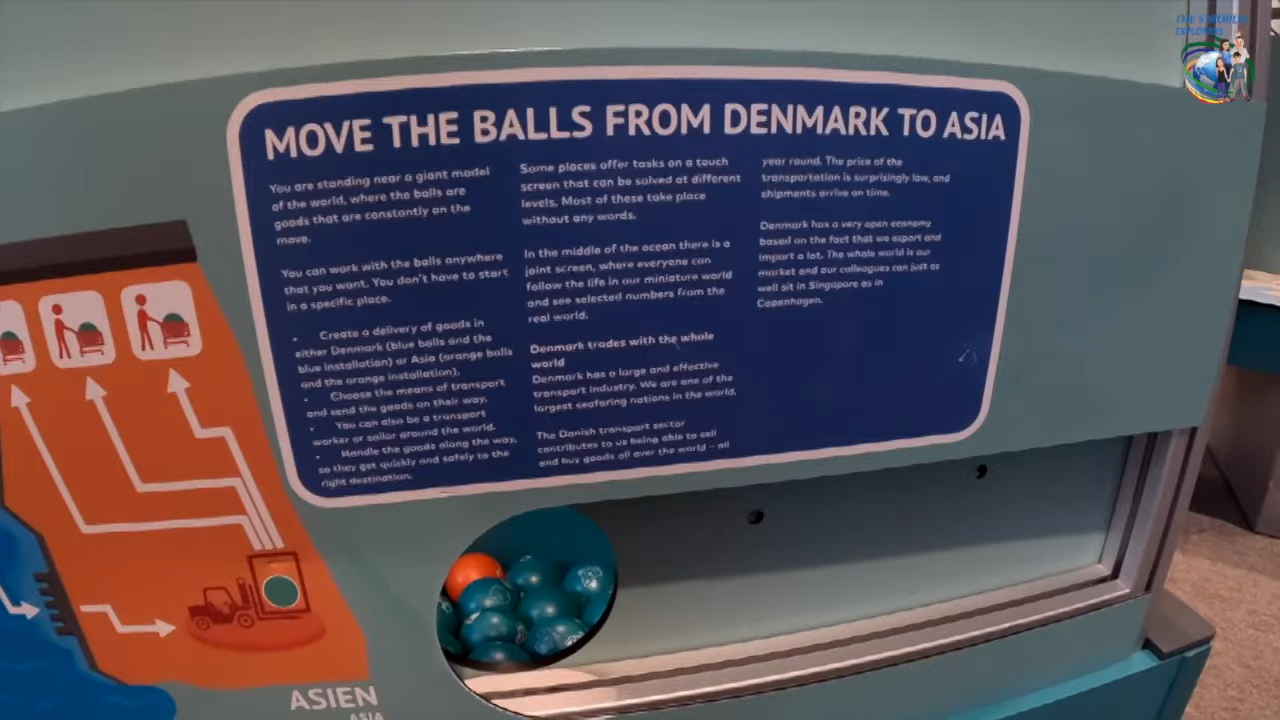 MOVE THE BALLS FROM DENMARK TO ASIA
You are standing near a giant model
of the world, where the balls are
goods that are constantly on the
move.
You can work with the balls anywhere
that you want. You don't have to start
in a specific place.
• Create a delivery of goods in
either Denmark (blue balls and the
blue installation) or Asia (orange balls
and the orange installation).
• Choose the means of transport
and send the goods on their way.
• You can also be a transport
worker or sailor around the world.
• Handle the goods along the way,
so they get quickly and safely to the
right destination.
Some places offer tasks on a touch
screen that can be solved at different
levels. Most of these take place
without any words.
In the middle of the ocean there is a
joint screen, where everyone can
follow the life in our miniature world
and see selected numbers from the
real world.
Denmark trades with the whole
world
Denmark has a large and effective
transport industry. We are one of the
largest seafaring nations in the world.
The Danish transport sector
contributes to us being able to sell
and buy goods all over the world – all
year round. The price of the
transportation is surprisingly low, and
shipments arrive on time.
Denmark has a very open economy
based on the fact that we export and
import a lot. The whole world is our
market and our colleagues can just as
well sit in Singapore as in
Copenhagen.
ASIEN
ASIA